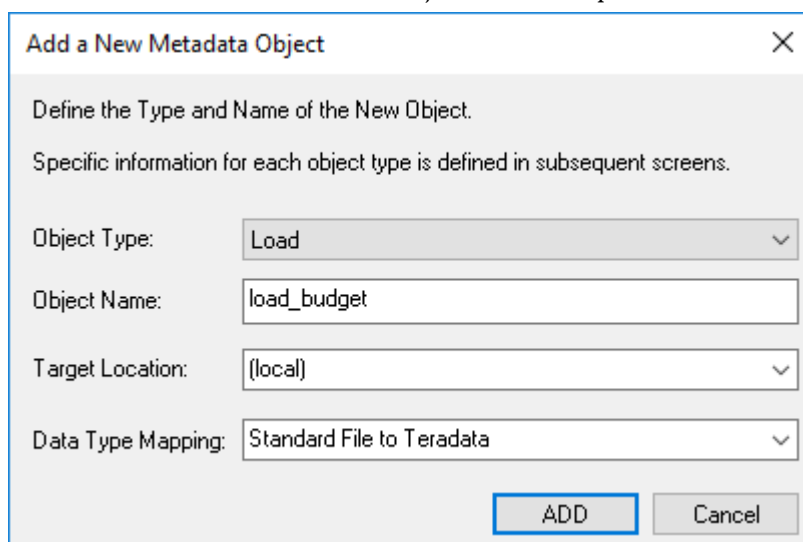 Add a New Metadata Object
Define the Type and Name of the New Object.
Specific information for each object type is defined in subsequent screens.
Object Type: Load
Object Name: load_budget
Target Location: (local)
Data Type Mapping: Standard File to Teradata
ADD Cancel